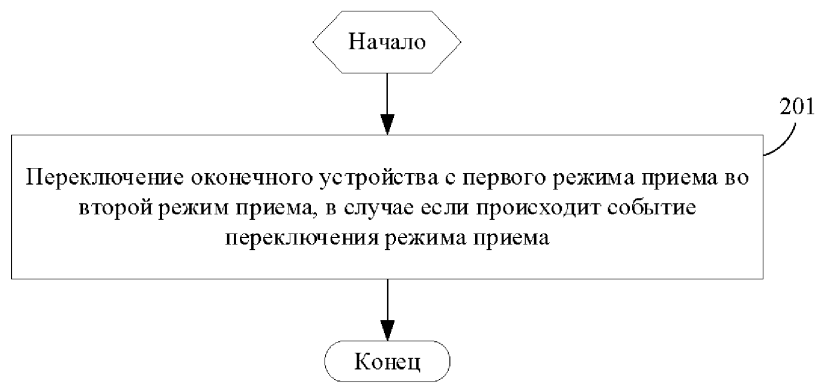 Начало
201
Переключение оконечного устройства с первого режима приема во
второй режим приема, в случае если происходит событие
переключения режима приема
Конец